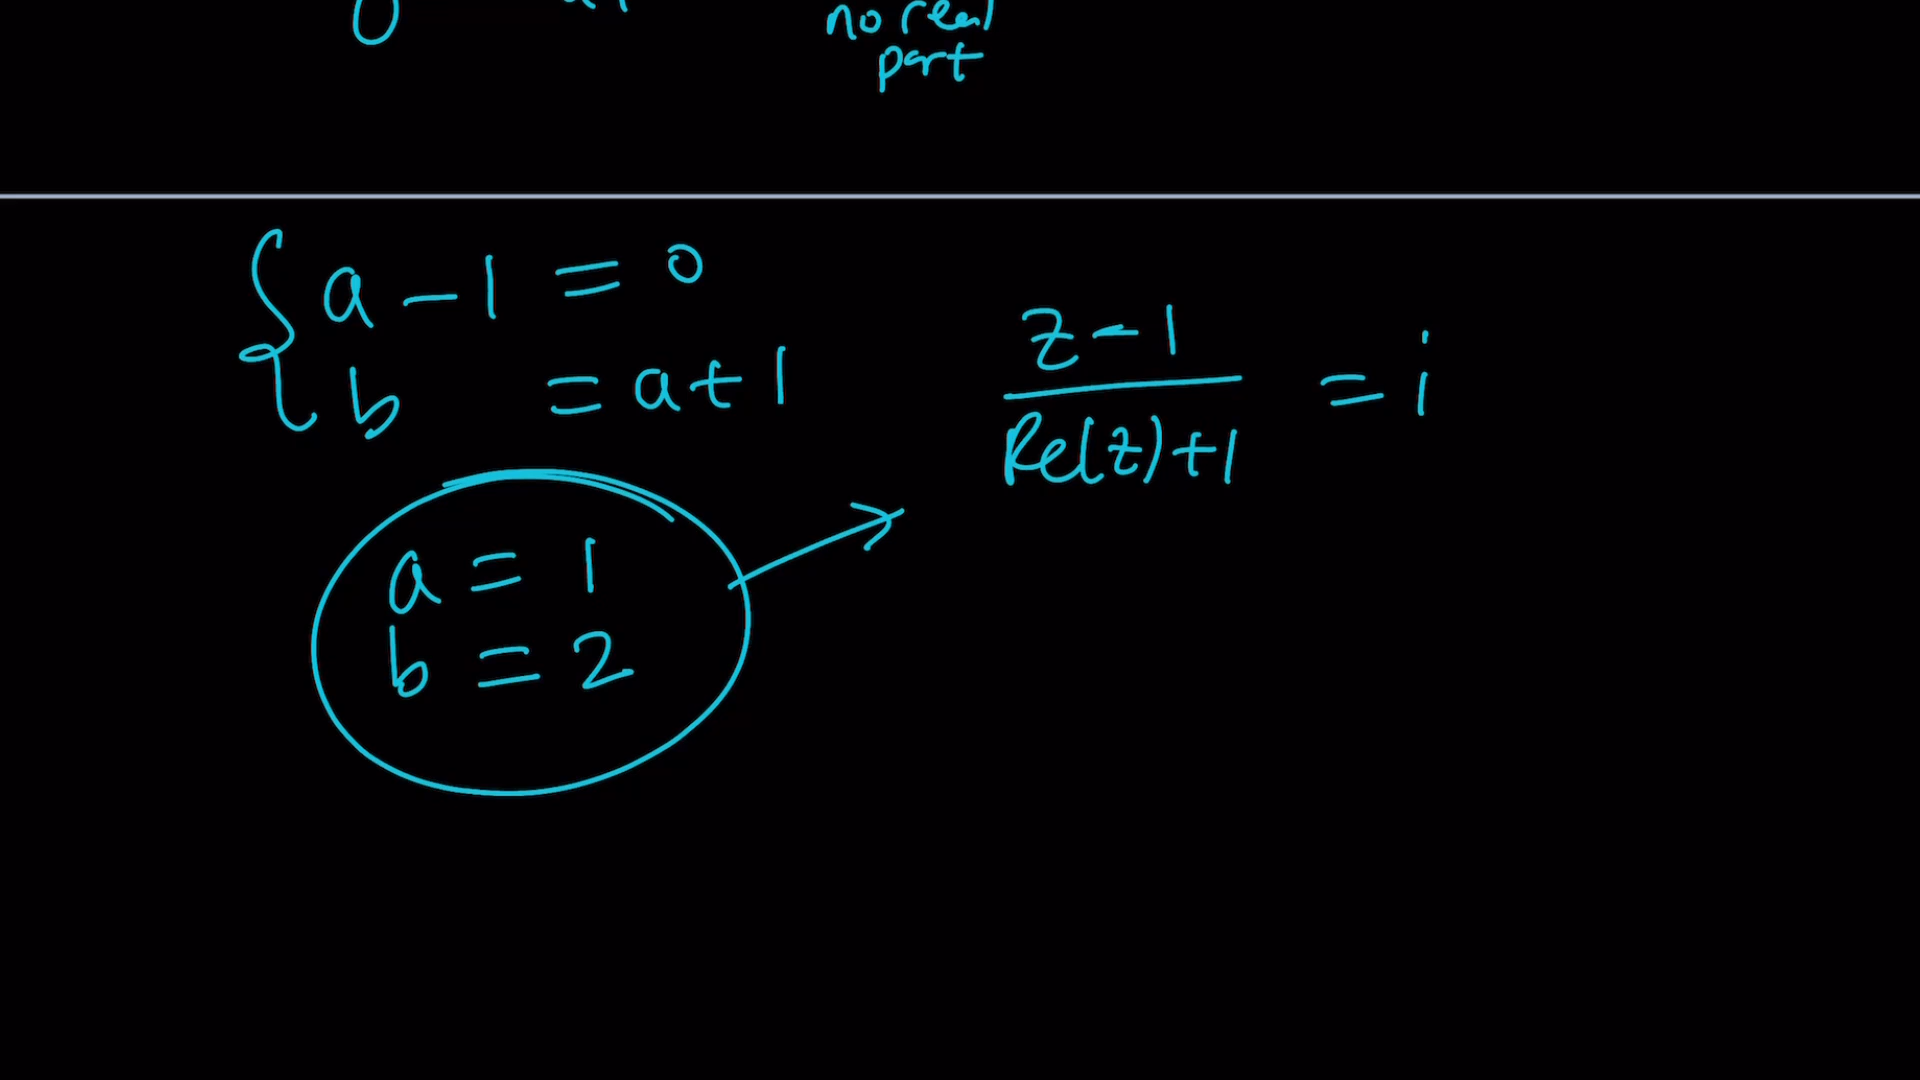 no real
part
a - 1 = 0
b = a + 1
z - 1
Re(z) + 1
= i
a = 1
b = 2